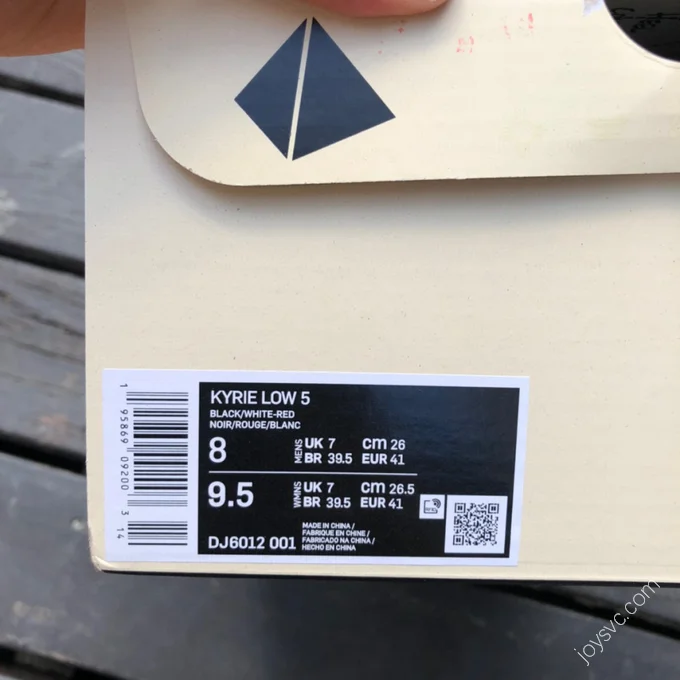 KYRIE LOW 5
BLACK/WHITE-RED
NOIR/ROUGE/BLANC
8 MENS UK 7 CM 26
BR 39.5 EUR 41
9.5 WMNS UK 7 CM 26.5
BR 39.5 EUR 41
DJ6012 001
MADE IN CHINA /
FABRIQUE EN CHINE /
FABRICADO NA CHINA /
HECHO EN CHINA
1 95869 09200 3 14
joysvc.com